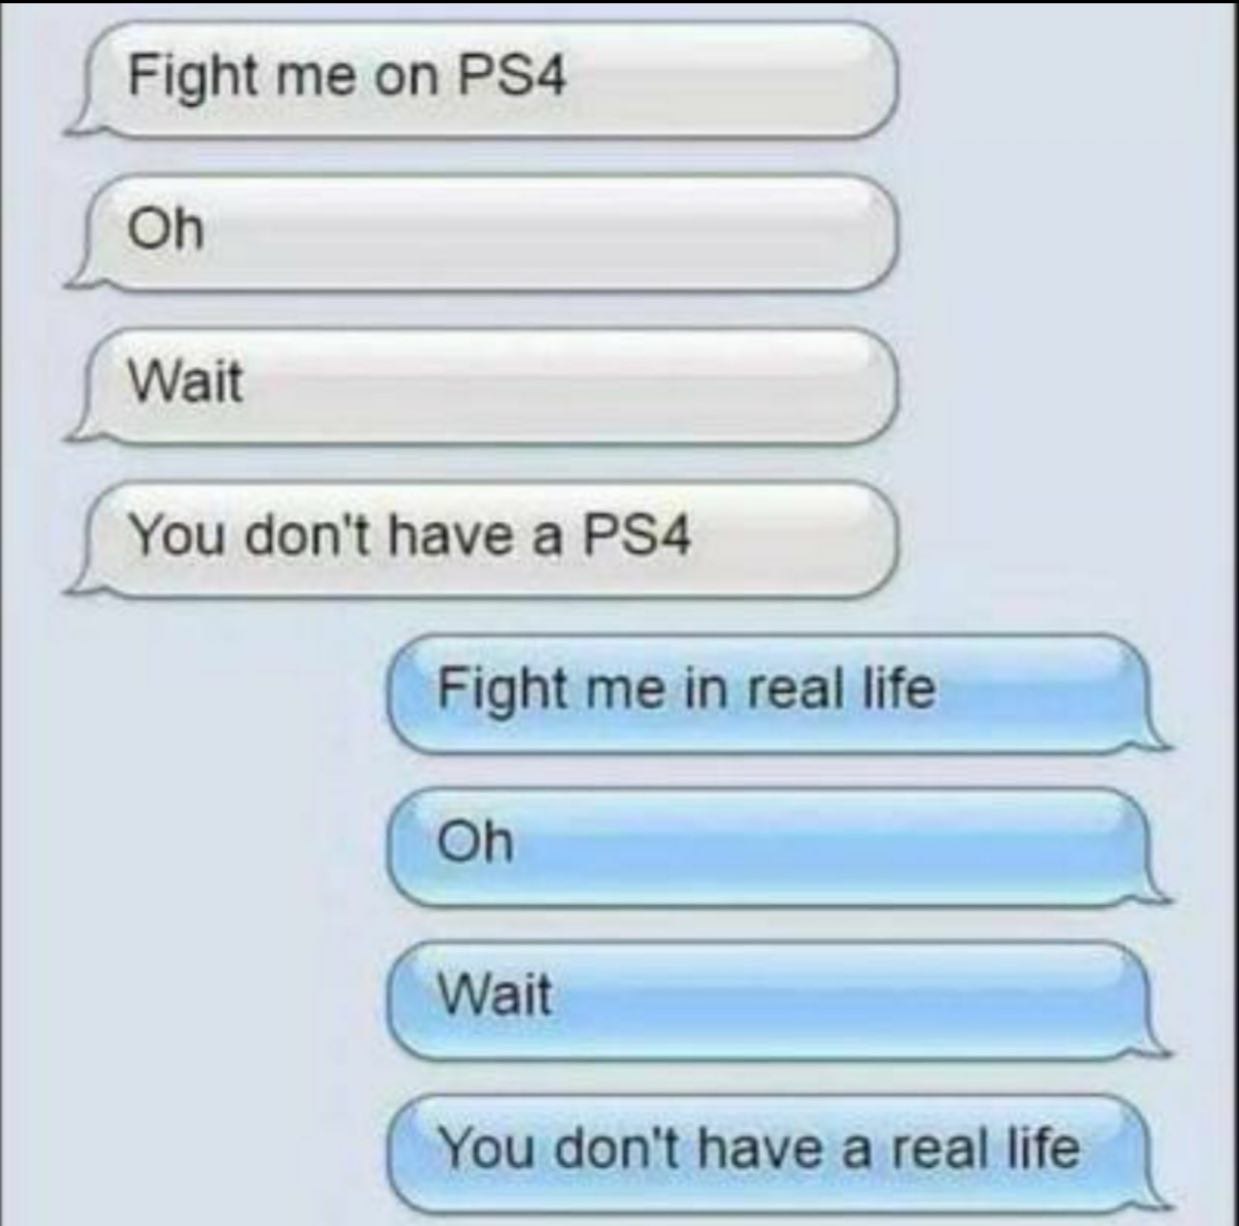 Fight me on PS4
Oh
Wait
You don't have a PS4
Fight me in real life
Oh
Wait
You don't have a real life